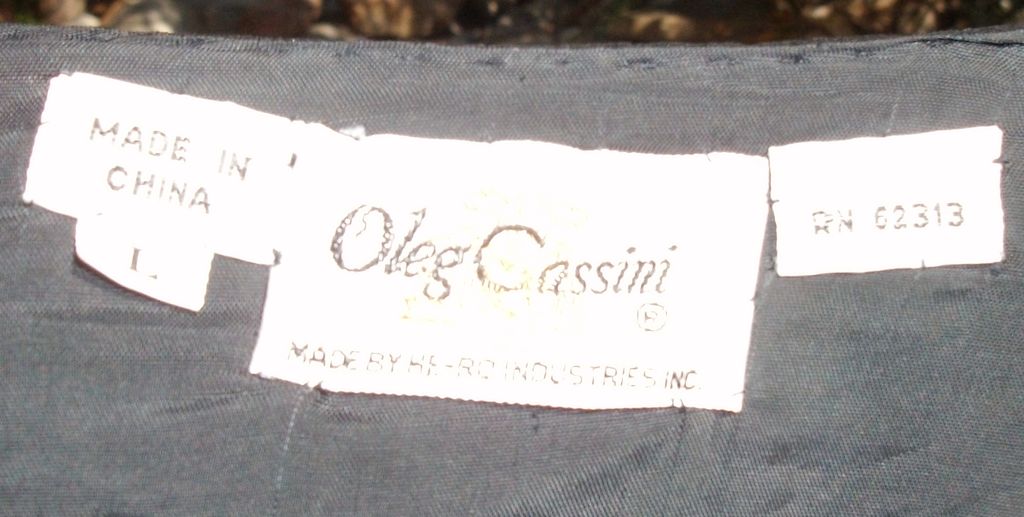 MADE IN
CHINA
L
Oleg Cassini
®
MADE BY HE-RO INDUSTRIES INC.
RN 62313